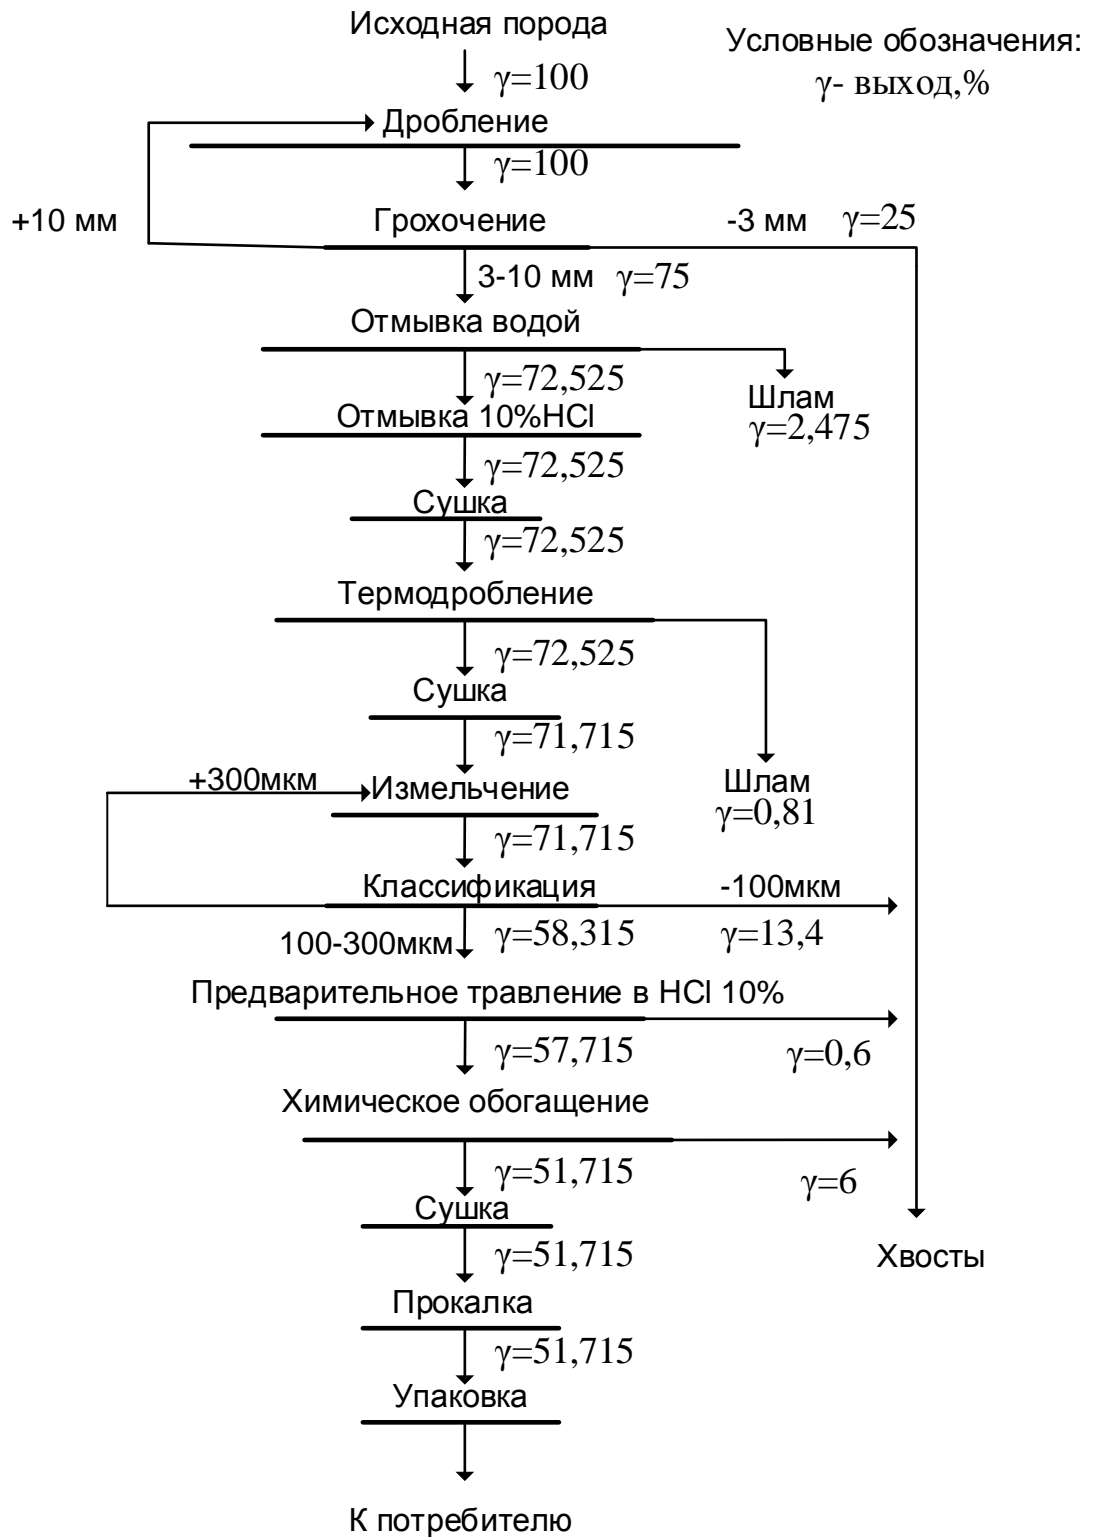 Исходная порода
Условные обозначения:
γ- выход,%
γ=100
Дробление
γ=100
+10 мм
Грохочение
-3 мм γ=25
3-10 мм γ=75
Отмывка водой
γ=72,525
Шлам
γ=2,475
Отмывка 10%HCl
γ=72,525
Сушка
γ=72,525
Термодробление
γ=72,525
Сушка
γ=71,715
Шлам
γ=0,81
+300мкм
Измельчение
γ=71,715
Классификация
-100мкм
100-300мкм
γ=58,315
γ=13,4
Предварительное травление в HCl 10%
γ=57,715
γ=0,6
Химическое обогащение
γ=51,715
γ=6
Сушка
γ=51,715
Хвосты
Прокалка
γ=51,715
Упаковка
К потребителю